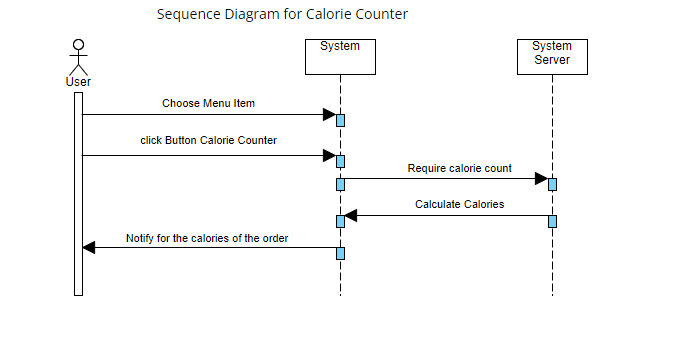 Sequence Diagram for Calorie Counter
System
System
Server
User
Choose Menu Item
click Button Calorie Counter
Require calorie count
Calculate Calories
Notify for the calories of the order